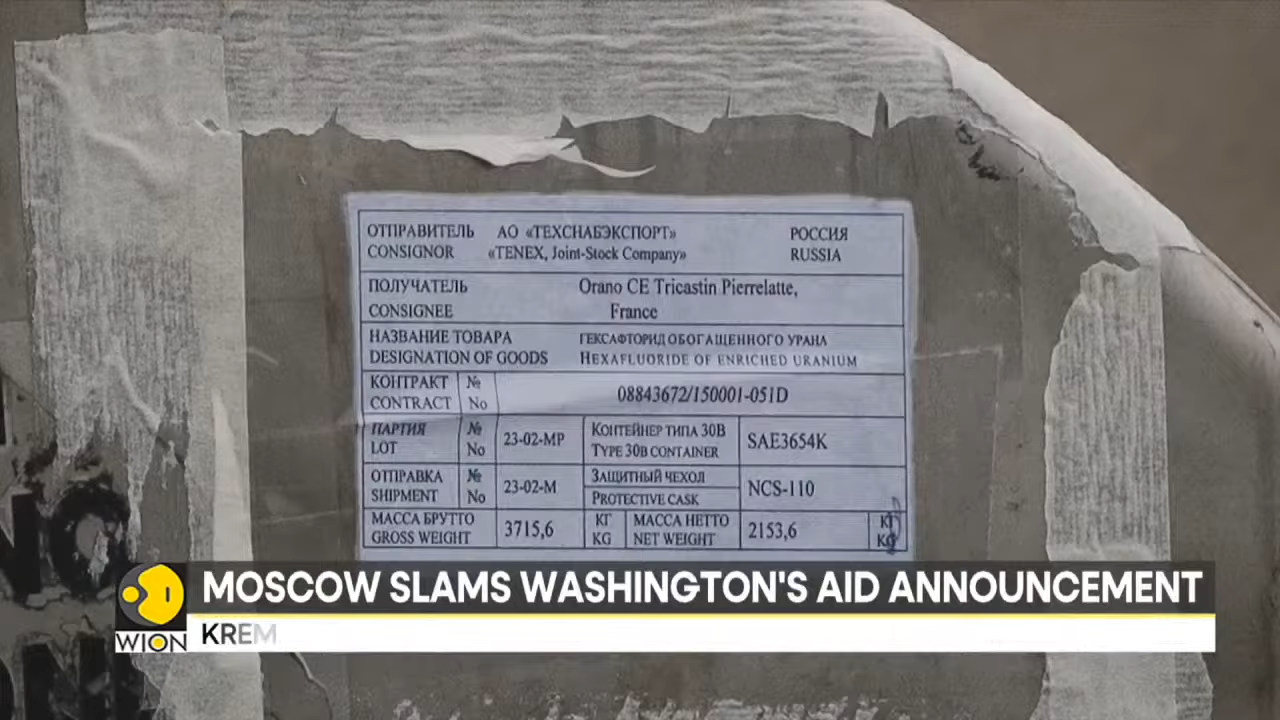 ОТПРАВИТЕЛЬ АО «ТЕХСНАБЭКСПОРТ» РОССИЯ
CONSIGNOR «TENEX, Joint-Stock Company» RUSSIA
ПОЛУЧАТЕЛЬ Orano CE Tricastin Pierrelatte,
CONSIGNEE France
НАЗВАНИЕ ТОВАРА ГЕКСАФТОРИД ОБОГАЩЕННОГО УРАНА
DESIGNATION OF GOODS HEXAFLUORIDE OF ENRICHED URANIUM
КОНТРАКТ № 08843672/150001-051D
CONTRACT No
ПАРТИЯ № 23-02-MP КОНТЕЙНЕР ТИПА 30В SAE3654K
LOT No TYPE 30B CONTAINER
ОТПРАВКА № 23-02-M ЗАЩИТНЫЙ ЧЕХОЛ NCS-110
SHIPMENT No PROTECTIVE CASK
МАССА БРУТТО 3715,6 КГ МАССА НЕТТО 2153,6 КГ
GROSS WEIGHT KG NET WEIGHT KG
MOSCOW SLAMS WASHINGTON'S AID ANNOUNCEMENT
WION KREM